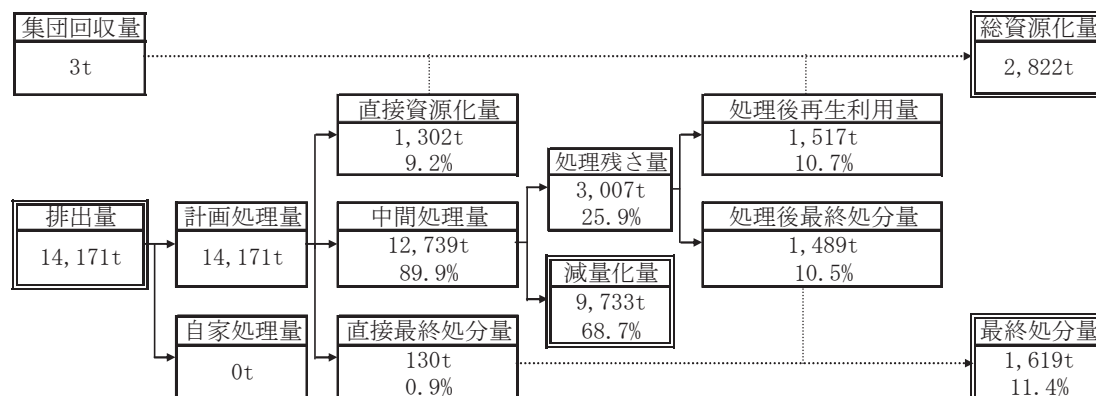 集団回収量
3t
総資源化量
2,822t
直接資源化量
1,302t
9.2%
処理後再生利用量
1,517t
10.7%
処理残さ量
3,007t
25.9%
排出量
14,171t
計画処理量
14,171t
中間処理量
12,739t
89.9%
処理後最終処分量
1,489t
10.5%
減量化量
9,733t
68.7%
自家処理量
0t
直接最終処分量
130t
0.9%
最終処分量
1,619t
11.4%